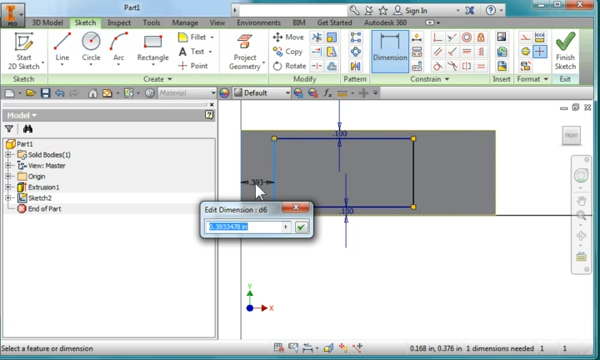 Part1
Sign In
PRO
3D Model
Sketch
Inspect
Tools
Manage
View
Environments
BIM
Get Started
Autodesk 360
Start
2D Sketch
Line
Circle
Arc
Rectangle
Fillet
Text
Point
Project
Geometry
Move
Copy
Rotate
Dimension
Finish
Sketch
Sketch
Create
Modify
Pattern
Constrain
Insert
Format
Exit
Material
Default
Model
Part1
Solid Bodies(1)
View: Master
Origin
Extrusion1
Sketch2
End of Part
.100
.393
.100
FRONT
Edit Dimension : d6
0.3933478 in
Y
X
Select a feature or dimension
0.168 in, 0.376 in
1 dimensions needed
1
1